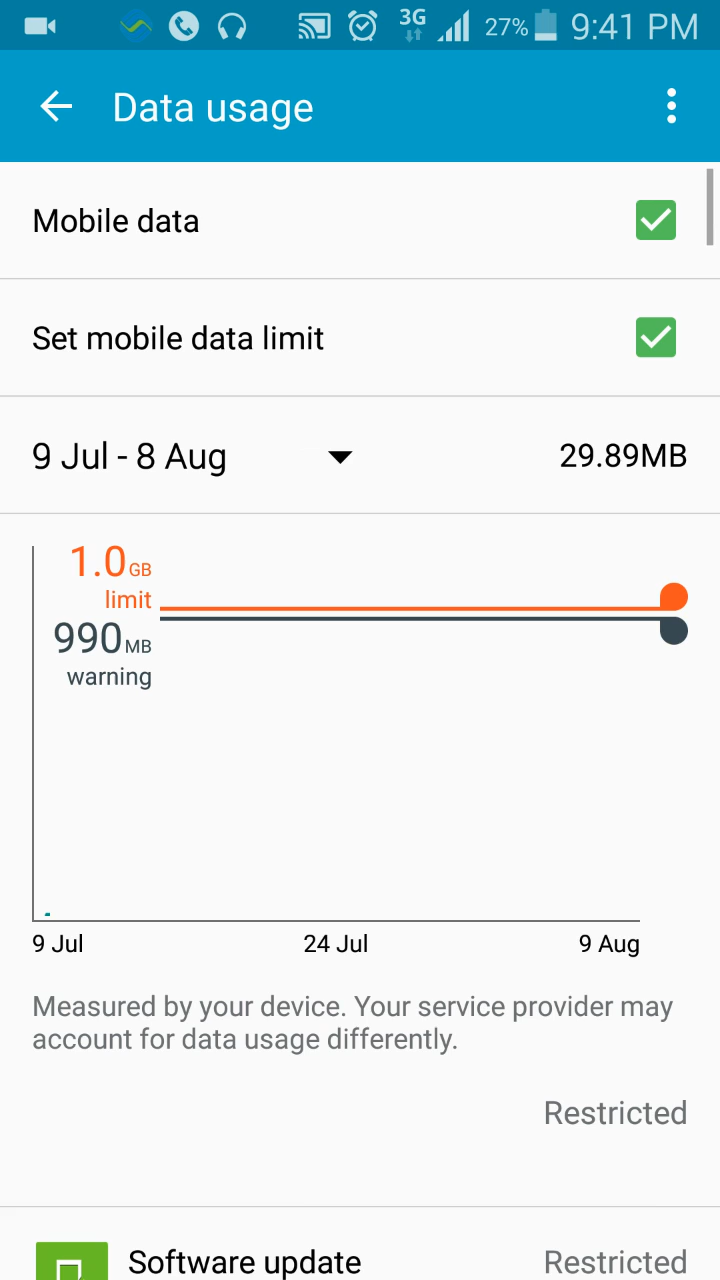 3G 27% 9:41 PM
Data usage
Mobile data
Set mobile data limit
9 Jul - 8 Aug 29.89MB
1.0GB
limit
990MB
warning
9 Jul 24 Jul 9 Aug
Measured by your device. Your service provider may
account for data usage differently.
Restricted
Software update Restricted